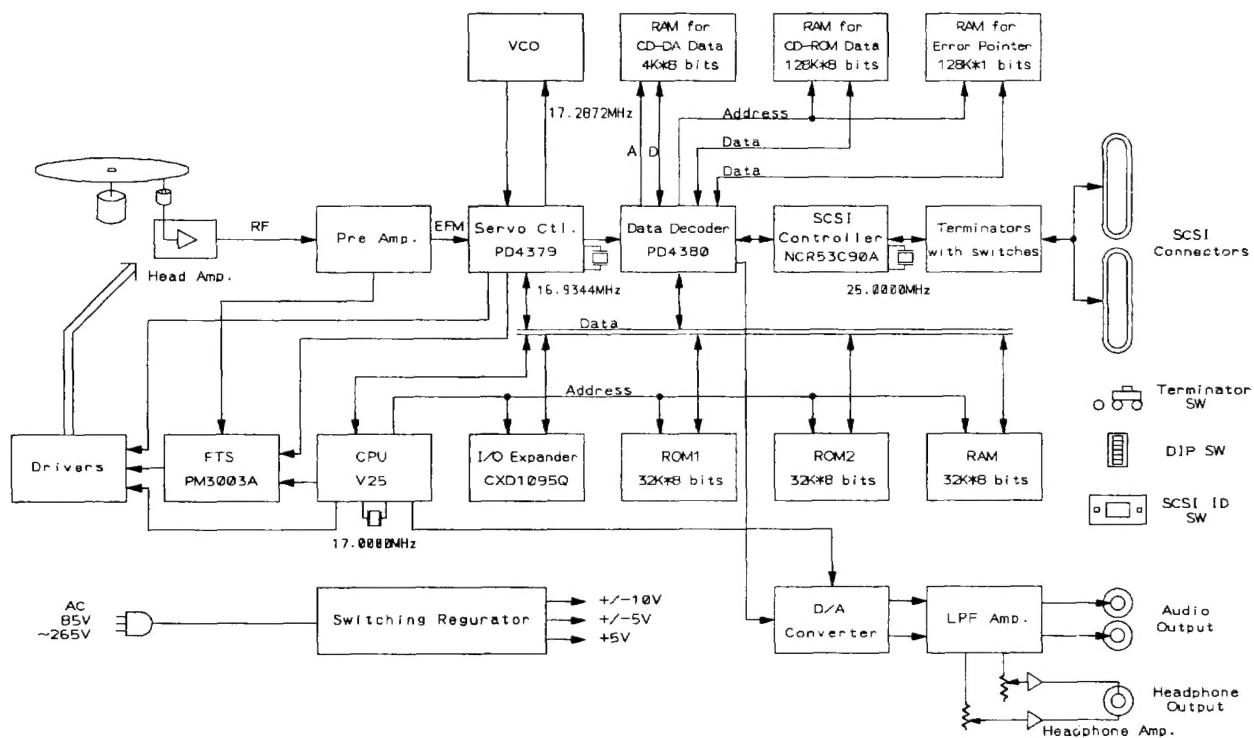 VCO
RAM for
CD-DA Data
4K*8 bits
RAM for
CD-ROM Data
128K*8 bits
RAM for
Error Pointer
128K*1 bits
17.2872MHz
Address
Data
Data
A D
RF
Pre Amp.
EFM
Servo Ctl.
PD4379
Data Decoder
PD4380
SCSI
Controller
NCR53C90A
Terminators
with switches
SCSI
Connectors
Head Amp.
16.9344MHz
25.0000MHz
Data
Address
Terminator
SW
Drivers
FTS
PM3003A
CPU
V25
I/O Expander
CXD1095Q
ROM1
32K*8 bits
ROM2
32K*8 bits
RAM
32K*8 bits
DIP SW
SCSI ID
SW
17.0000MHz
AC
85V
~265V
Switching Regurator
+/-10V
+/-5V
+5V
D/A
Converter
LPF Amp.
Audio
Output
Headphone
Output
Headphone Amp.